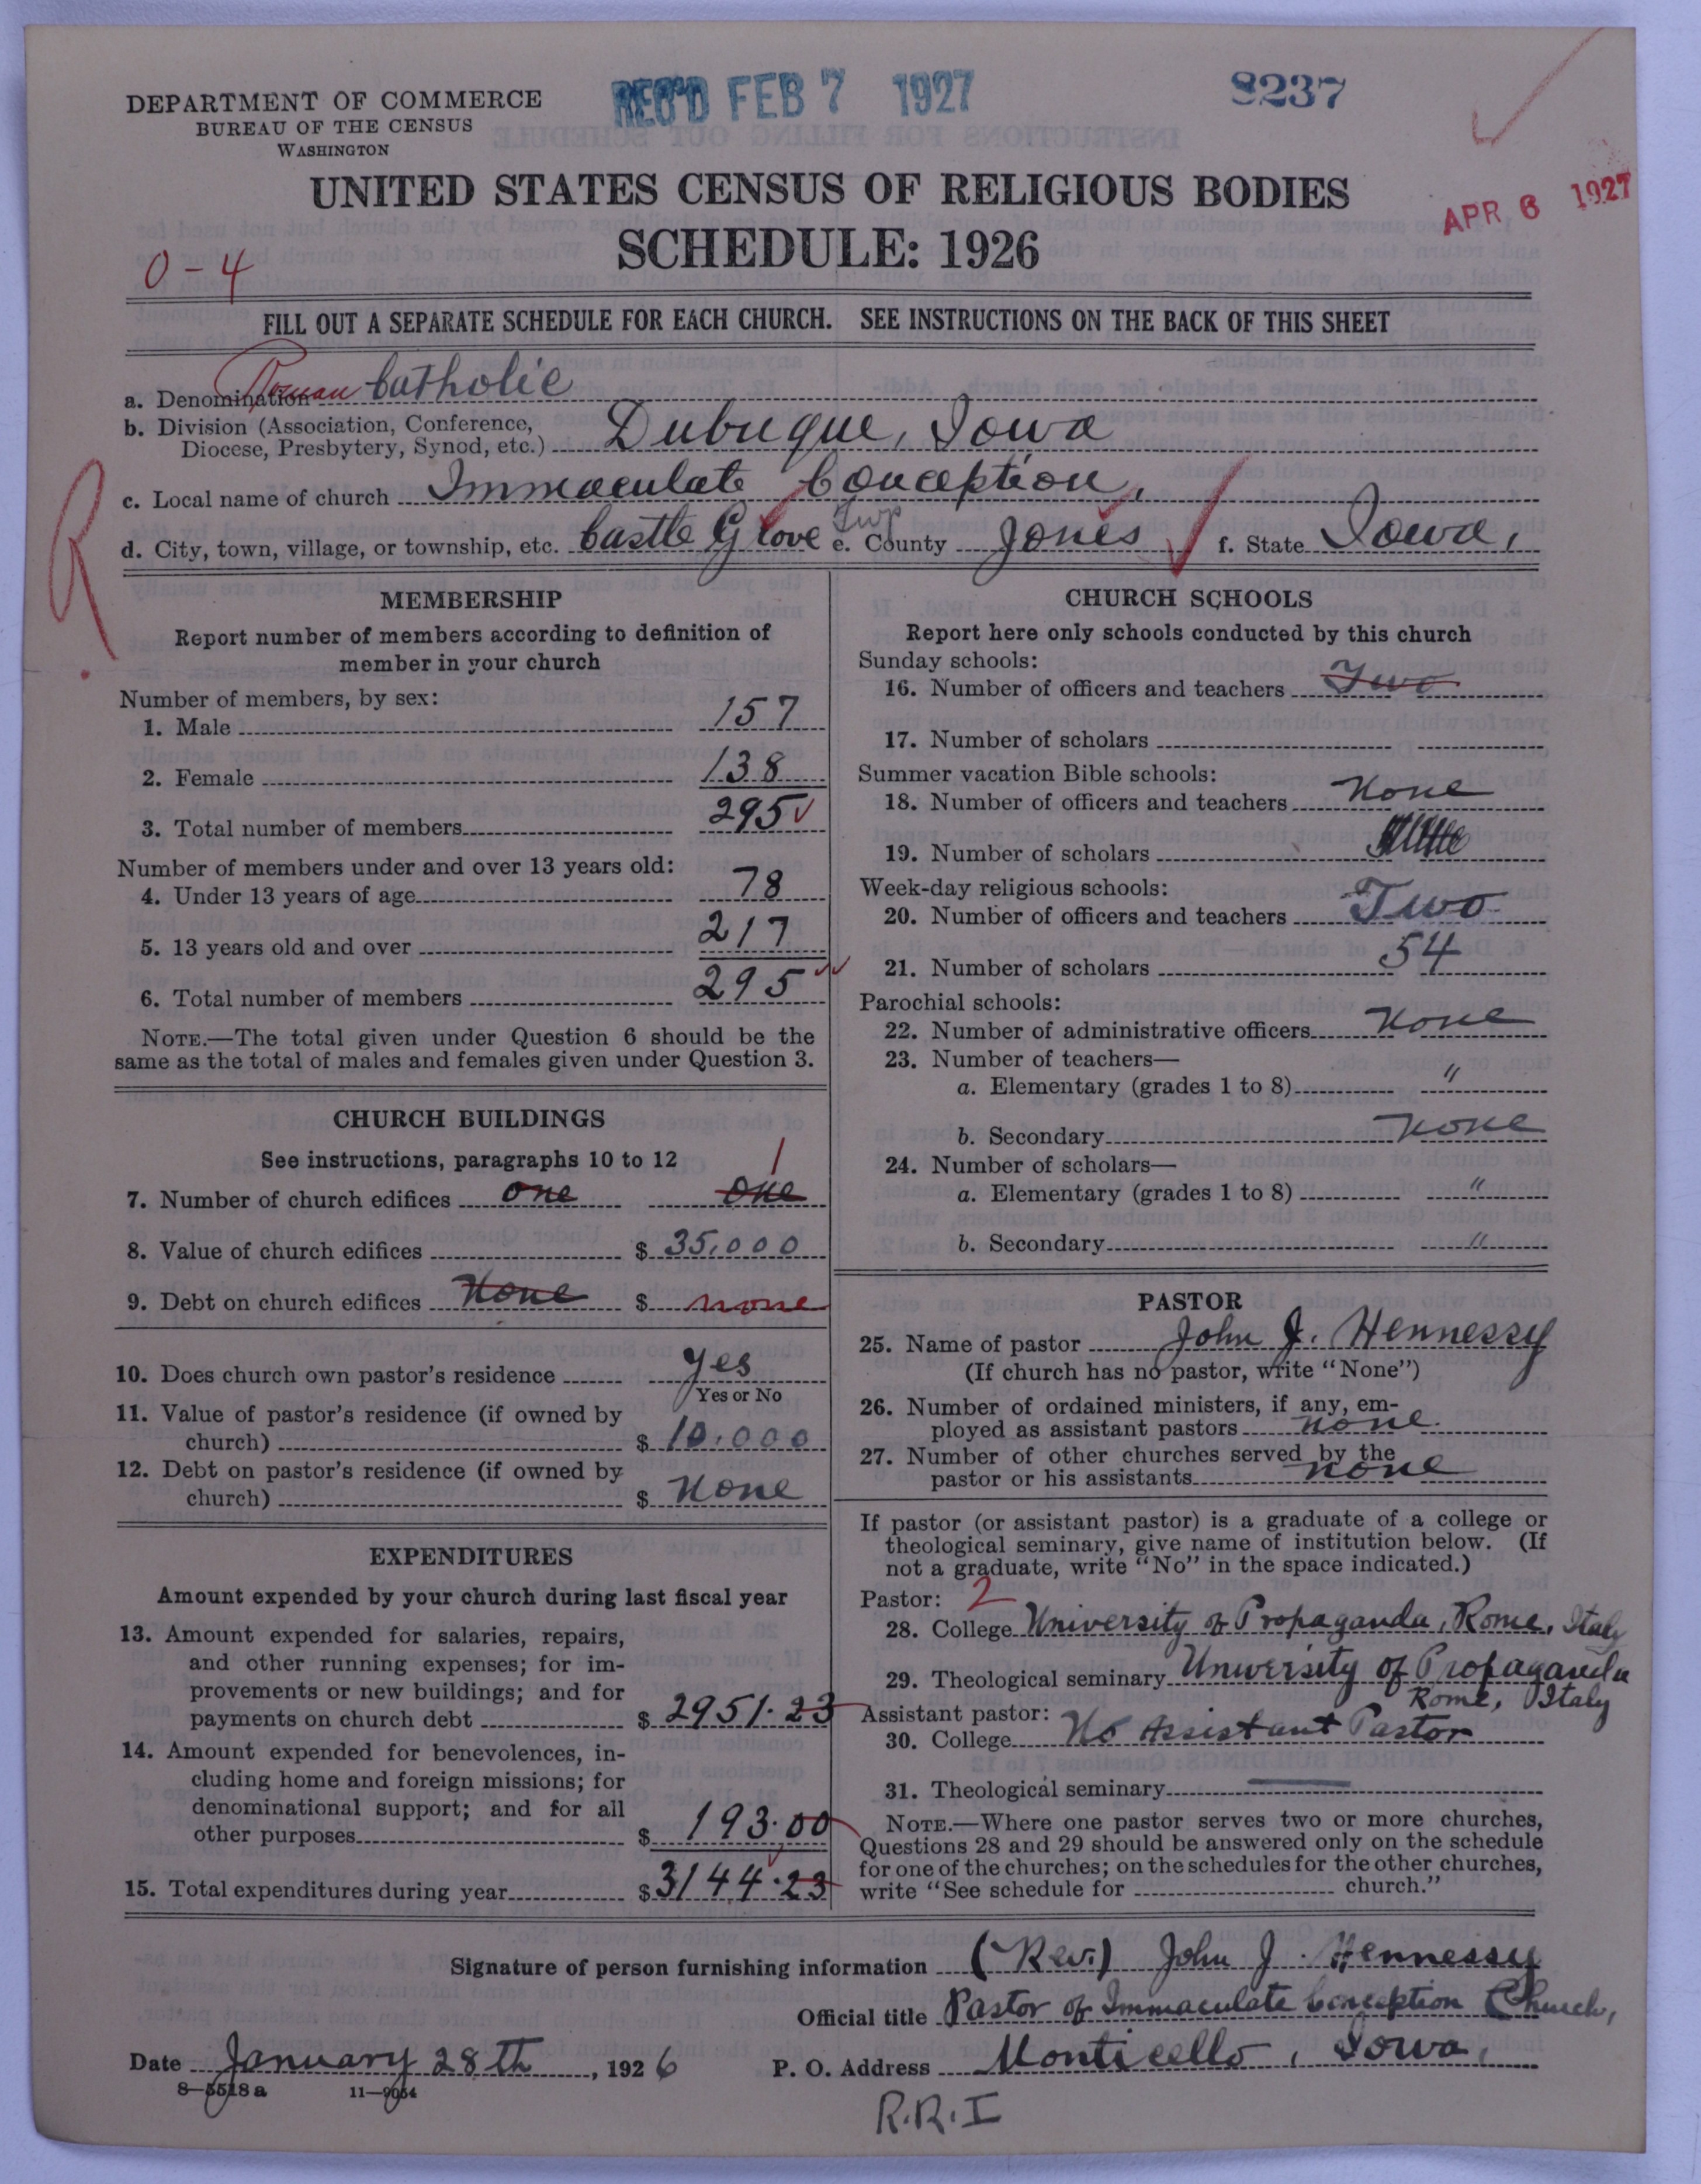 DEPARTMENT OF COMMERCE
BUREAU OF THE CENSUS
WASHINGTON
REC'D FEB 7 1927
8237
UNITED STATES CENSUS OF RELIGIOUS BODIES
APR 6 1927
SCHEDULE: 1926
0-4
FILL OUT A SEPARATE SCHEDULE FOR EACH CHURCH. SEE INSTRUCTIONS ON THE BACK OF THIS SHEET
a. Denomination Roman Catholic
b. Division (Association, Conference,
Diocese, Presbytery, Synod, etc.) Dubuque, Iowa
c. Local name of church Immaculate Conception,
d. City, town, village, or township, etc. Castle Grove Twp e. County Jones f. State Iowa,
R
MEMBERSHIP
Report number of members according to definition of
member in your church
Number of members, by sex:
1. Male 157
2. Female 138
3. Total number of members 295
Number of members under and over 13 years old:
4. Under 13 years of age 78
5. 13 years old and over 217
6. Total number of members 295
NOTE.—The total given under Question 6 should be the
same as the total of males and females given under Question 3.
CHURCH BUILDINGS
See instructions, paragraphs 10 to 12
1
7. Number of church edifices one one
8. Value of church edifices $ 35,000
9. Debt on church edifices None $ none
10. Does church own pastor's residence yes
Yes or No
11. Value of pastor's residence (if owned by
church) $ 10,000
12. Debt on pastor's residence (if owned by
church) $ None
EXPENDITURES
Amount expended by your church during last fiscal year
13. Amount expended for salaries, repairs,
and other running expenses; for im-
provements or new buildings; and for
payments on church debt $ 2951.23
14. Amount expended for benevolences, in-
cluding home and foreign missions; for
denominational support; and for all
other purposes $ 193.00
15. Total expenditures during year $ 3144.23
CHURCH SCHOOLS
Report here only schools conducted by this church
Sunday schools:
16. Number of officers and teachers Two
17. Number of scholars
Summer vacation Bible schools:
18. Number of officers and teachers None
19. Number of scholars
Week-day religious schools:
20. Number of officers and teachers Two
21. Number of scholars 54
Parochial schools:
22. Number of administrative officers None
23. Number of teachers—
a. Elementary (grades 1 to 8) "
b. Secondary none
24. Number of scholars—
a. Elementary (grades 1 to 8) "
b. Secondary "
PASTOR
25. Name of pastor John J. Hennessy
(If church has no pastor, write "None")
26. Number of ordained ministers, if any, em-
ployed as assistant pastors none.
27. Number of other churches served by the
pastor or his assistants none
If pastor (or assistant pastor) is a graduate of a college or
theological seminary, give name of institution below. (If
not a graduate, write "No" in the space indicated.)
Pastor: 2
28. College University of Propaganda, Rome, Italy
29. Theological seminary University of Propaganda
Rome, Italy
Assistant pastor:
30. College No Assistant Pastor
31. Theological seminary
NOTE.—Where one pastor serves two or more churches,
Questions 28 and 29 should be answered only on the schedule
for one of the churches; on the schedules for the other churches,
write "See schedule for church."
Signature of person furnishing information (Rev.) John J. Hennessy
Official title Pastor of Immaculate Conception Church,
Date January 28th, 1926 P. O. Address Monticello, Iowa,
8-5518a 11-9054
R.R.I